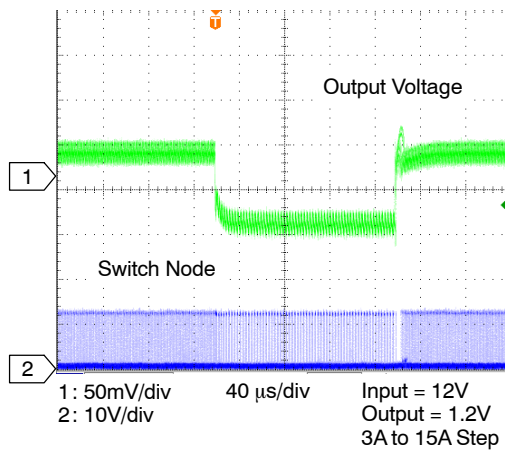 T
Output Voltage
1
Switch Node
2
1: 50mV/div 40 μs/div Input = 12V
2: 10V/div Output = 1.2V
3A to 15A Step